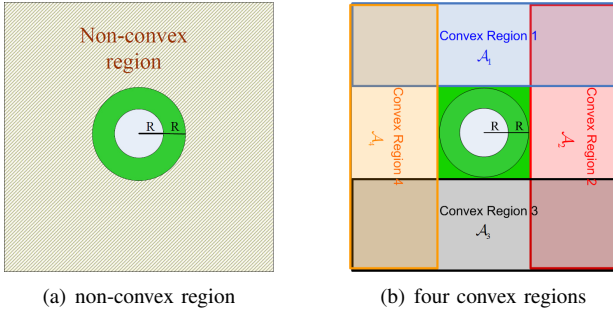 Non-convex
region
R R
(a) non-convex region
Convex Region 1
𝒜₁
R R
Convex Region 4
𝒜₄
Convex Region 2
𝒜₂
Convex Region 3
𝒜₃
(b) four convex regions